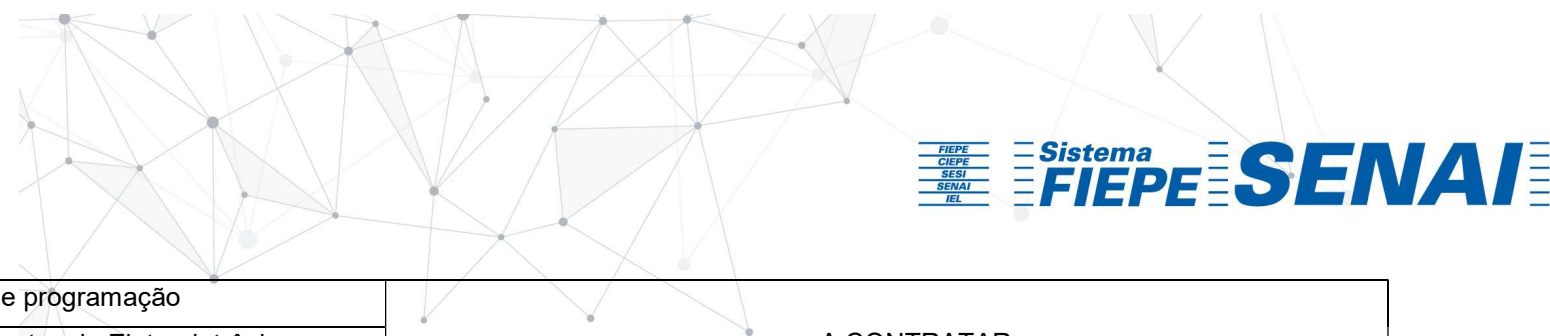 FIEPE
CIEPE
SESI
SENAI
IEL
Sistema
FIEPE
SENAI
e programação
A CONTRATAR